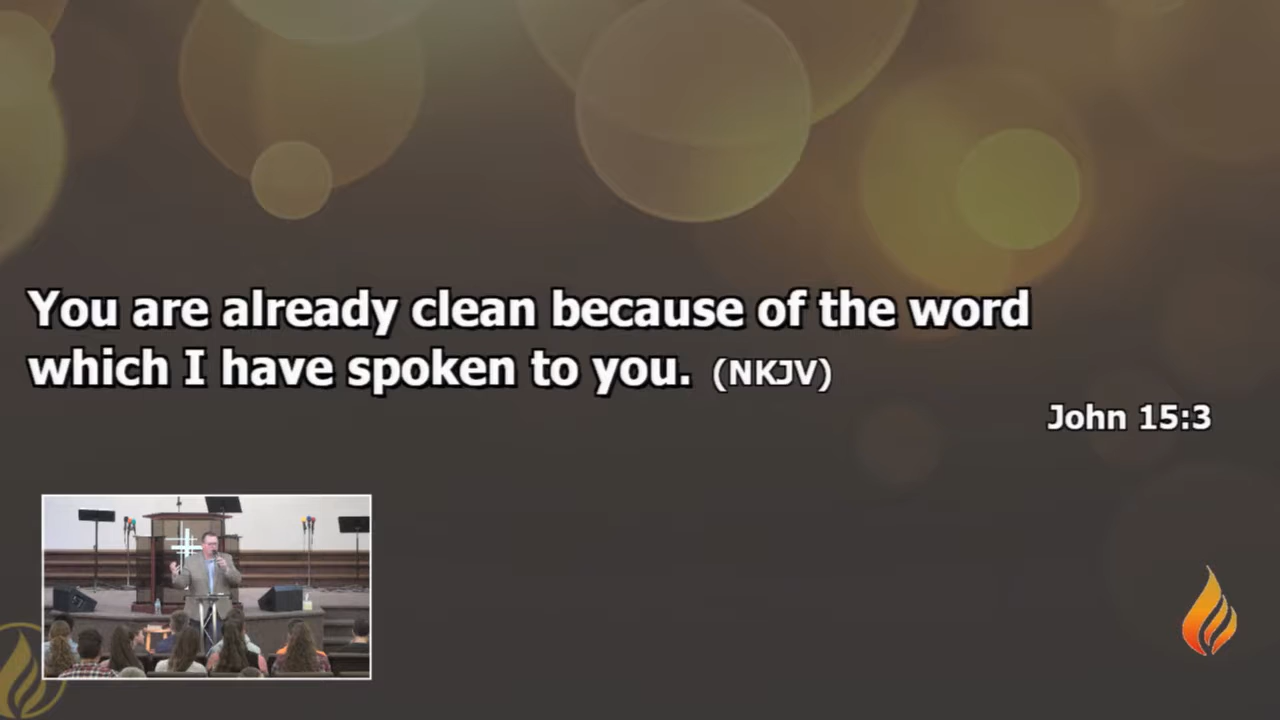 You are already clean because of the word
which I have spoken to you. (NKJV)
John 15:3